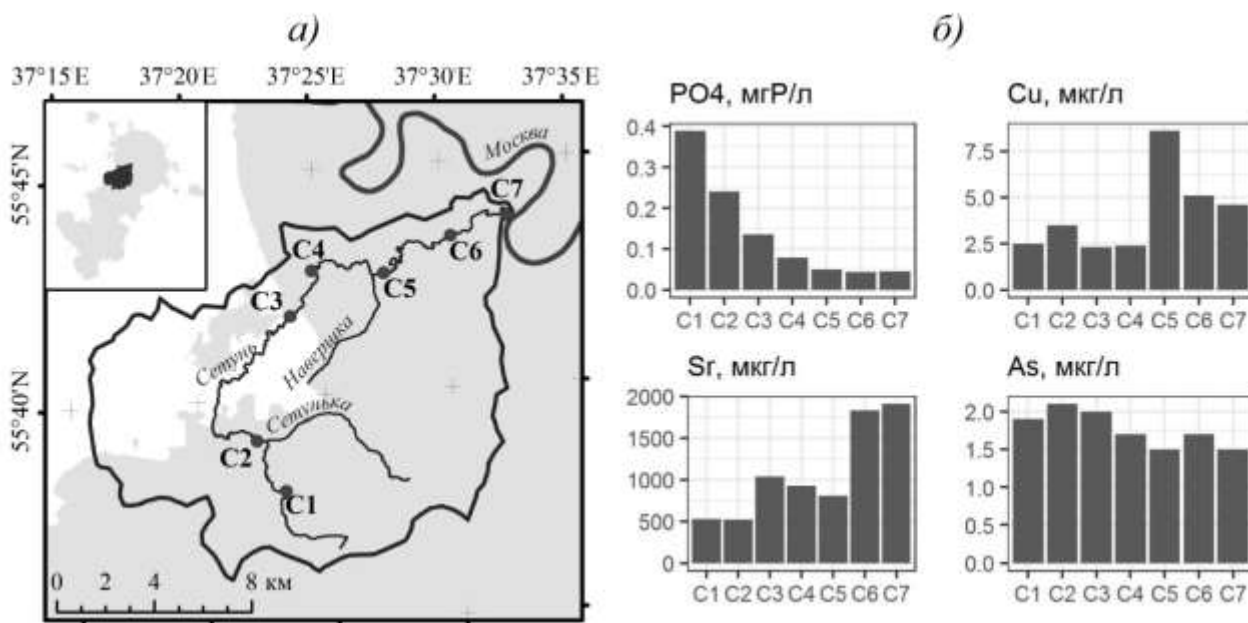 а)
37°15'E 37°20'E 37°25'E 37°30'E 37°35'E
55°45'N
55°40'N
Москва
C7
C6
C4
C5
C3
Сетунь
Навершка
Сетунька
C2
C1
0 2 4 8 км
б)
PO4, мгP/л
0.4
0.3
0.2
0.1
0.0
C1 C2 C3 C4 C5 C6 C7
Cu, мкг/л
7.5
5.0
2.5
0.0
C1 C2 C3 C4 C5 C6 C7
Sr, мкг/л
2000
1500
1000
500
0
C1 C2 C3 C4 C5 C6 C7
As, мкг/л
2.0
1.5
1.0
0.5
0.0
C1 C2 C3 C4 C5 C6 C7